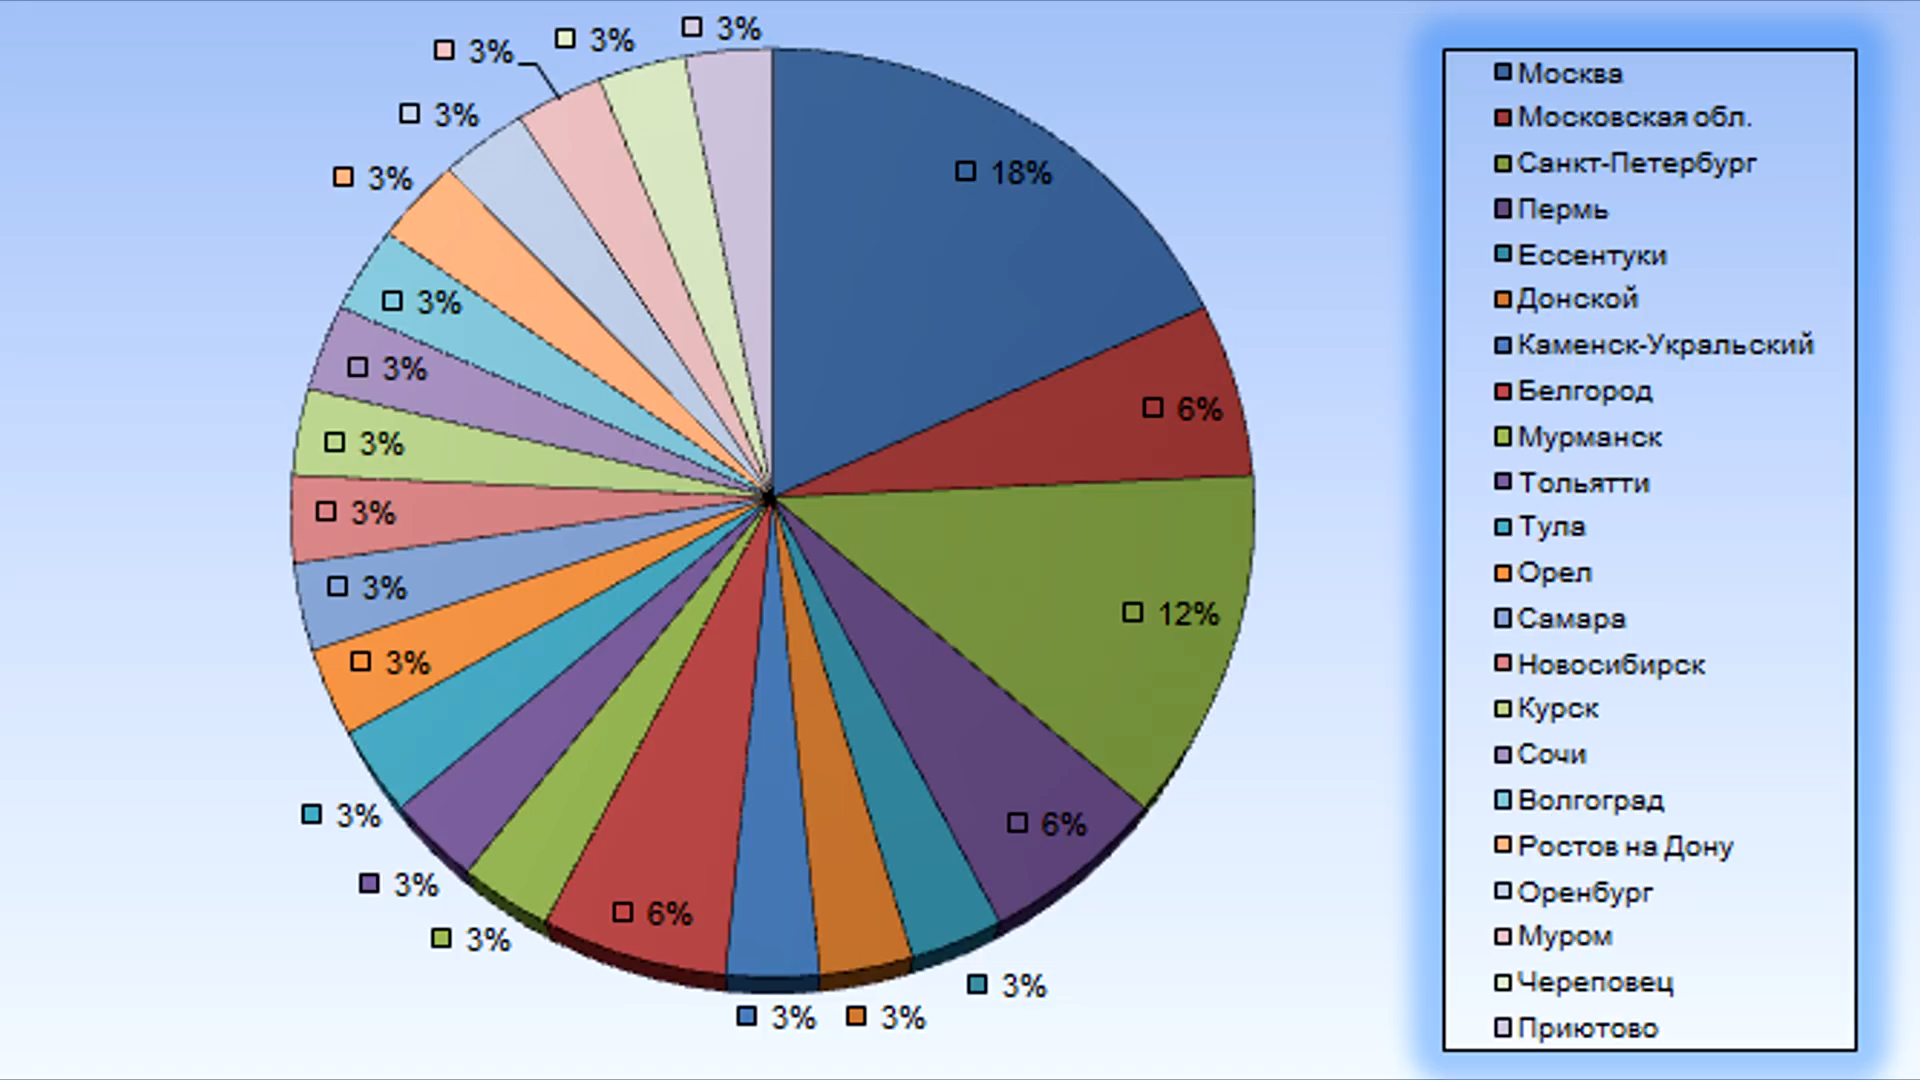 3%
3%
3%
3%
3%
18%
3%
3%
6%
3%
3%
3%
12%
3%
3%
3%
6%
3%
6%
3%
3%
3%
3%
Москва
Московская обл.
Санкт-Петербург
Пермь
Ессентуки
Донской
Каменск-Укральский
Белгород
Мурманск
Тольятти
Тула
Орел
Самара
Новосибирск
Курск
Сочи
Волгоград
Ростов на Дону
Оренбург
Муром
Череповец
Приютово